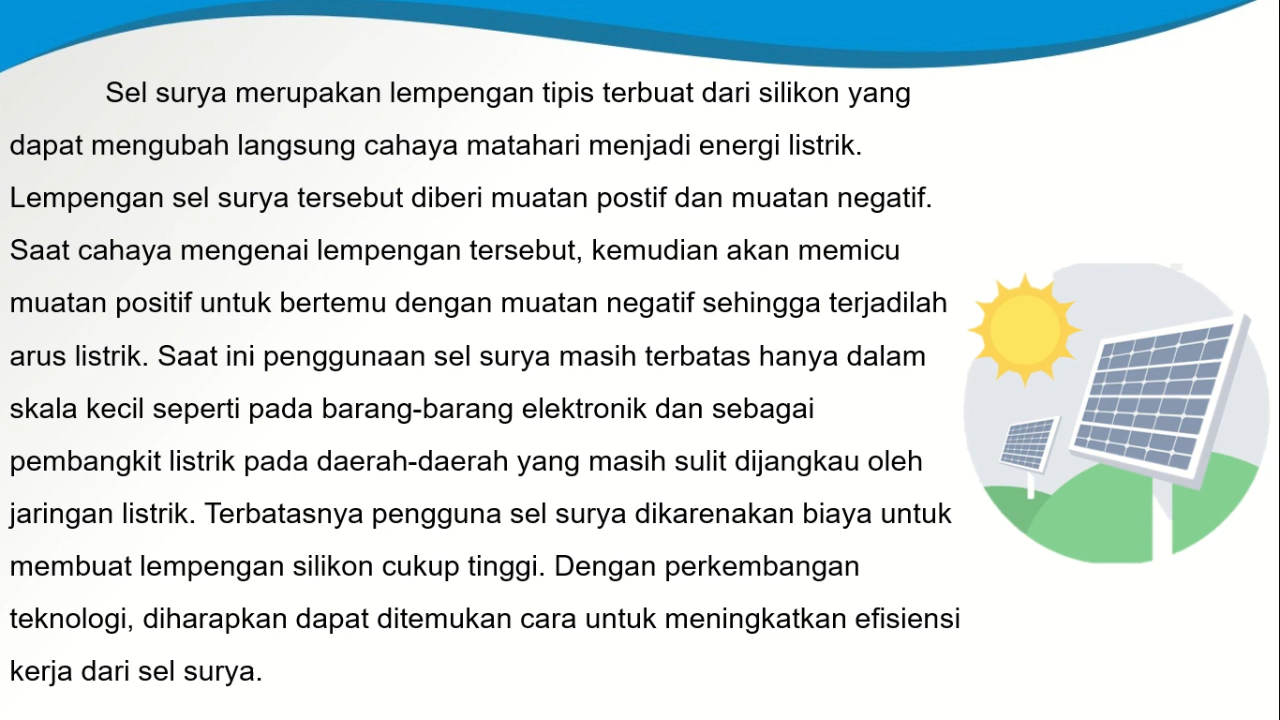 Sel surya merupakan lempengan tipis terbuat dari silikon yang
dapat mengubah langsung cahaya matahari menjadi energi listrik.
Lempengan sel surya tersebut diberi muatan postif dan muatan negatif.
Saat cahaya mengenai lempengan tersebut, kemudian akan memicu
muatan positif untuk bertemu dengan muatan negatif sehingga terjadilah
arus listrik. Saat ini penggunaan sel surya masih terbatas hanya dalam
skala kecil seperti pada barang-barang elektronik dan sebagai
pembangkit listrik pada daerah-daerah yang masih sulit dijangkau oleh
jaringan listrik. Terbatasnya pengguna sel surya dikarenakan biaya untuk
membuat lempengan silikon cukup tinggi. Dengan perkembangan
teknologi, diharapkan dapat ditemukan cara untuk meningkatkan efisiensi
kerja dari sel surya.